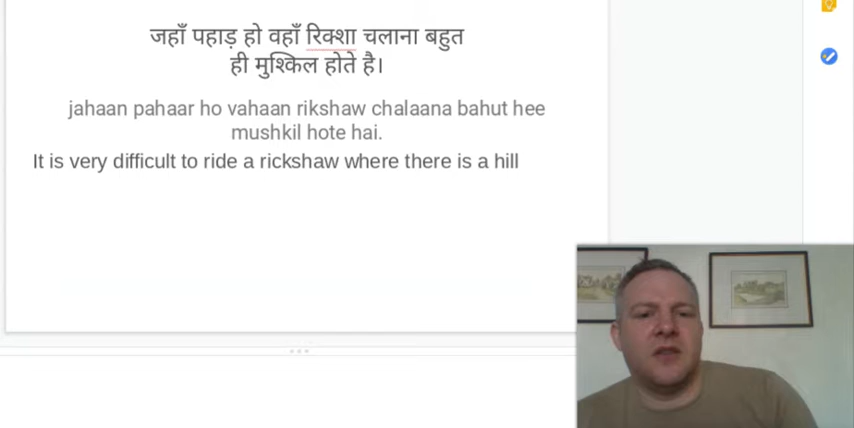 जहाँ पहाड़ हो वहाँ रिक्शा चलाना बहुत
ही मुश्किल होते है।
jahaan pahaar ho vahaan rikshaw chalaana bahut hee
mushkil hote hai.
It is very difficult to ride a rickshaw where there is a hill